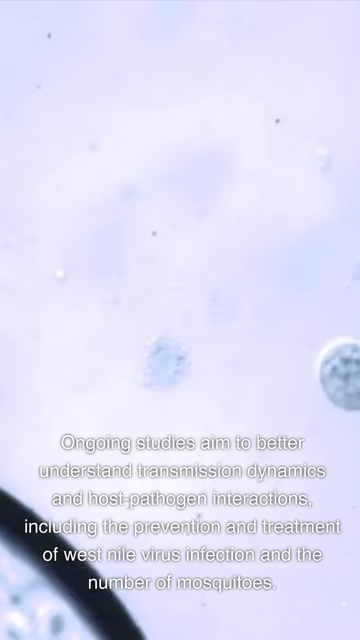 Ongoing studies aim to better
understand transmission dynamics
and host-pathogen interactions,
including the prevention and treatment
of west nile virus infection and the
number of mosquitoes.